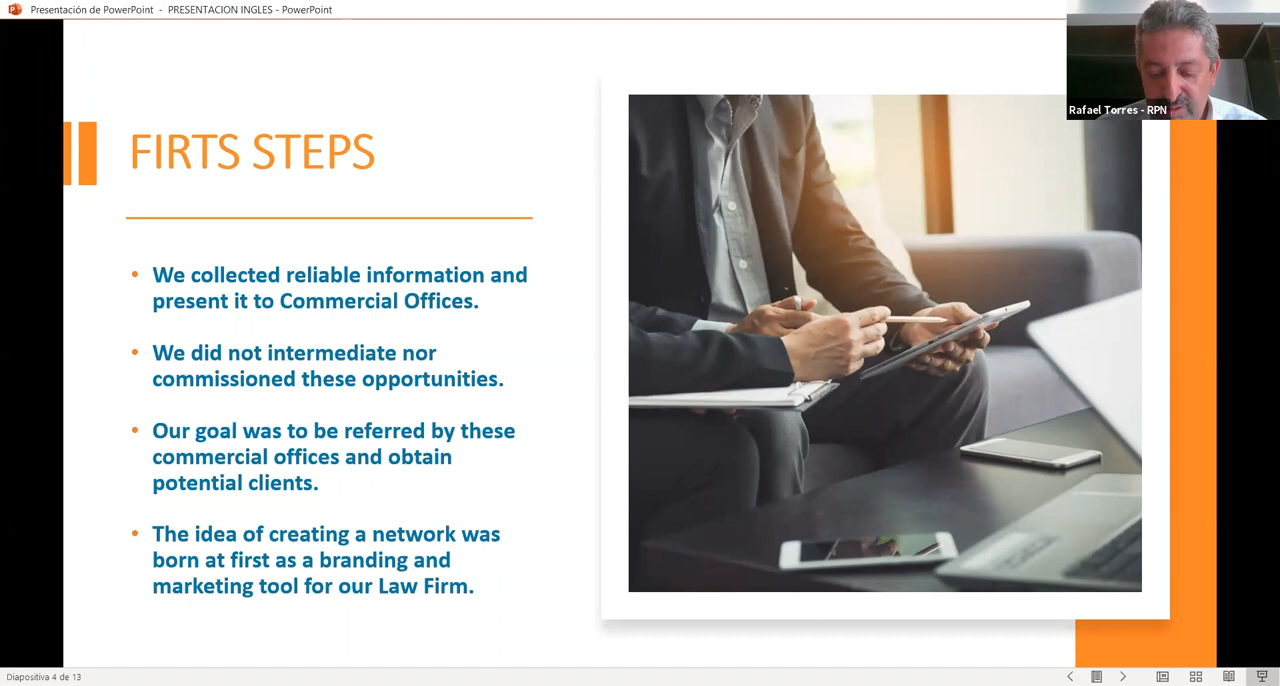 Presentación de PowerPoint - PRESENTACION INGLES - PowerPoint
Rafael Torres - RPN
FIRTS STEPS
• We collected reliable information and
present it to Commercial Offices.
• We did not intermediate nor
commissioned these opportunities.
• Our goal was to be referred by these
commercial offices and obtain
potential clients.
• The idea of creating a network was
born at first as a branding and
marketing tool for our Law Firm.
Diapositiva 4 de 13